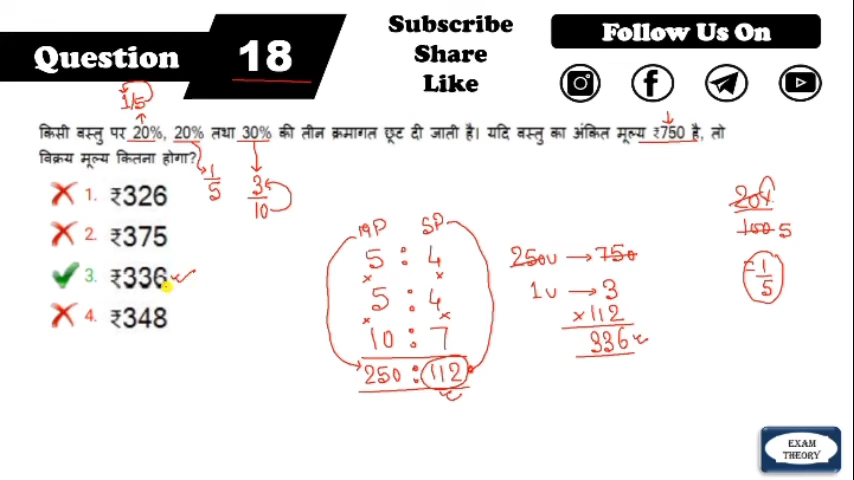 Question 18
Subscribe
Share
Like
Follow Us On
1/5
किसी वस्तु पर 20%, 20% तथा 30% की तीन क्रमागत छूट दी जाती है। यदि वस्तु का अंकित मूल्य ₹750 है, तो
विक्रय मूल्य कितना होगा?
1/5
3/10
1. ₹326
2. ₹375
3. ₹336
4. ₹348
MP SP
5 : 4
× ×
5 : 4
× ×
10 : 7
250 : 112
250u → 750
1u → 3
×112
336
20%
100 5
= 1/5
EXAM
THEORY